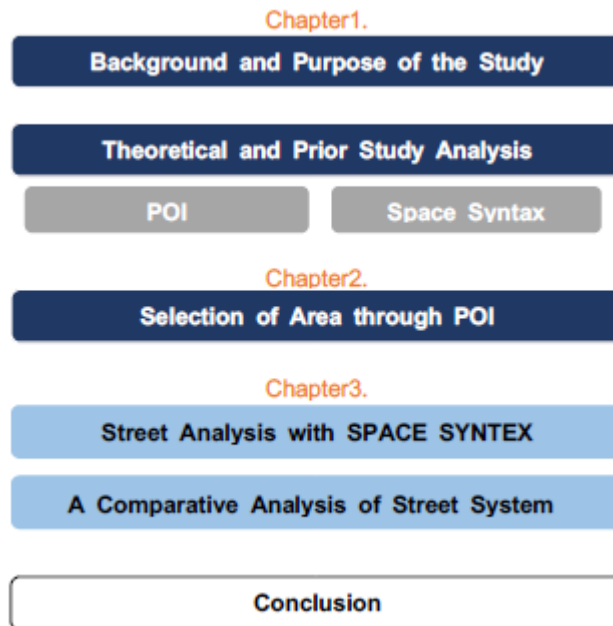 Chapter1.
Background and Purpose of the Study
Theoretical and Prior Study Analysis
POI
Space Syntax
Chapter2.
Selection of Area through POI
Chapter3.
Street Analysis with SPACE SYNTEX
A Comparative Analysis of Street System
Conclusion